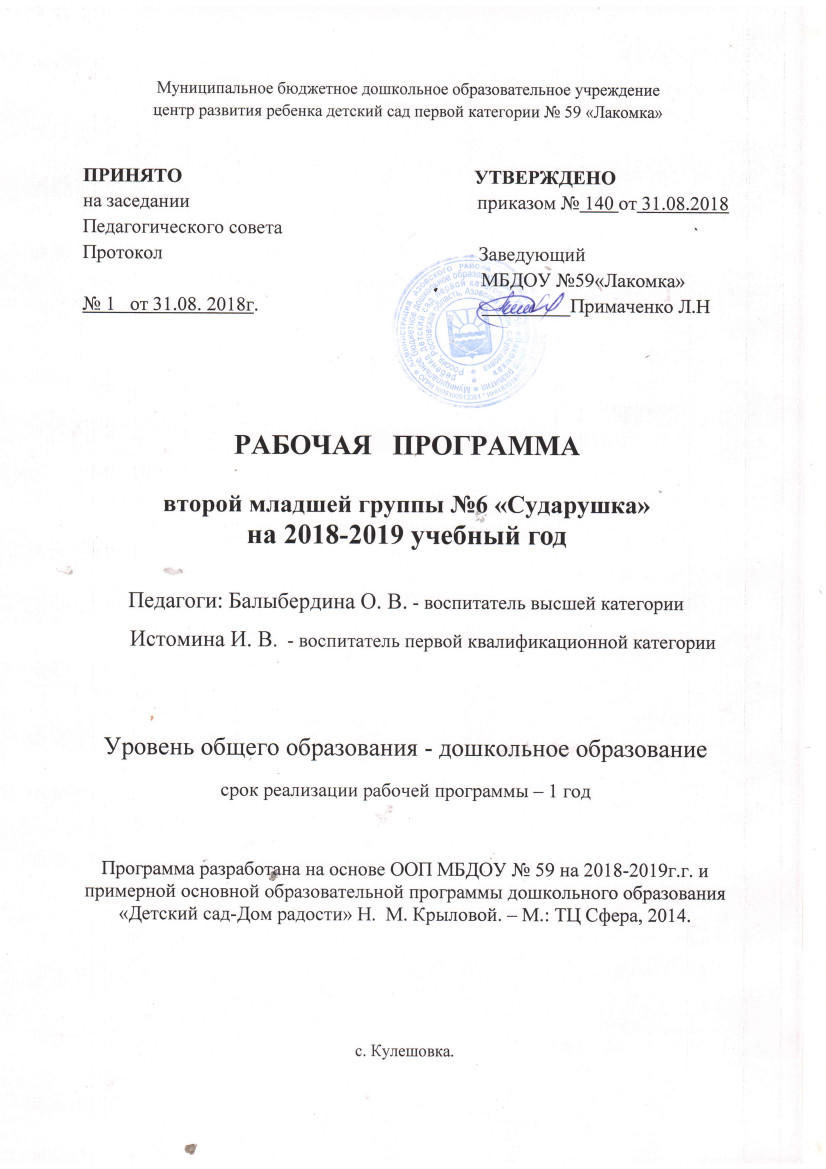 Муниципальное бюджетное дошкольное образовательное учреждение
центр развития ребенка детский сад первой категории № 59 «Лакомка»
ПРИНЯТО
на заседании
Педагогического совета
Протокол
№ 1 от 31.08. 2018г.
УТВЕРЖДЕНО
приказом № 140 от 31.08.2018
Заведующий
МБДОУ №59«Лакомка»
Примаченко Л.Н
РАБОЧАЯ ПРОГРАММА
второй младшей группы №6 «Сударушка»
на 2018-2019 учебный год
Педагоги: Балыбердина О. В. - воспитатель высшей категории
Истомина И. В. - воспитатель первой квалификационной категории
Уровень общего образования - дошкольное образование
срок реализации рабочей программы – 1 год
Программа разработана на основе ООП МБДОУ № 59 на 2018-2019г.г. и
примерной основной образовательной программы дошкольного образования
«Детский сад-Дом радости» Н. М. Крыловой. – М.: ТЦ Сфера, 2014.
с. Кулешовка.